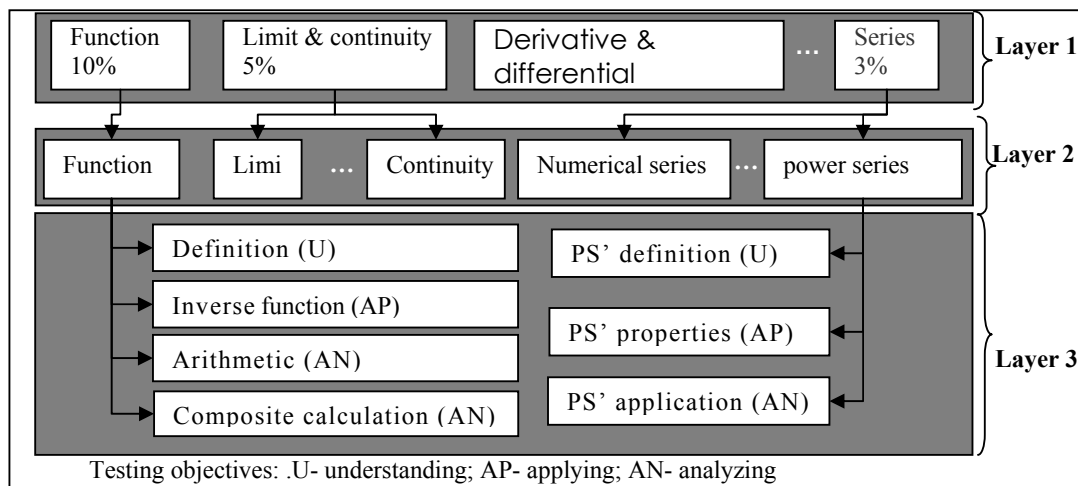 Function
10%
Limit & continuity
5%
Derivative &
differential
...
Series
3%
Layer 1
Function
Limi
...
Continuity
Numerical series
...
power series
Layer 2
Definition (U)
Inverse function (AP)
Arithmetic (AN)
Composite calculation (AN)
PS’ definition (U)
PS’ properties (AP)
PS’ application (AN)
Layer 3
Testing objectives: .U- understanding; AP- applying; AN- analyzing